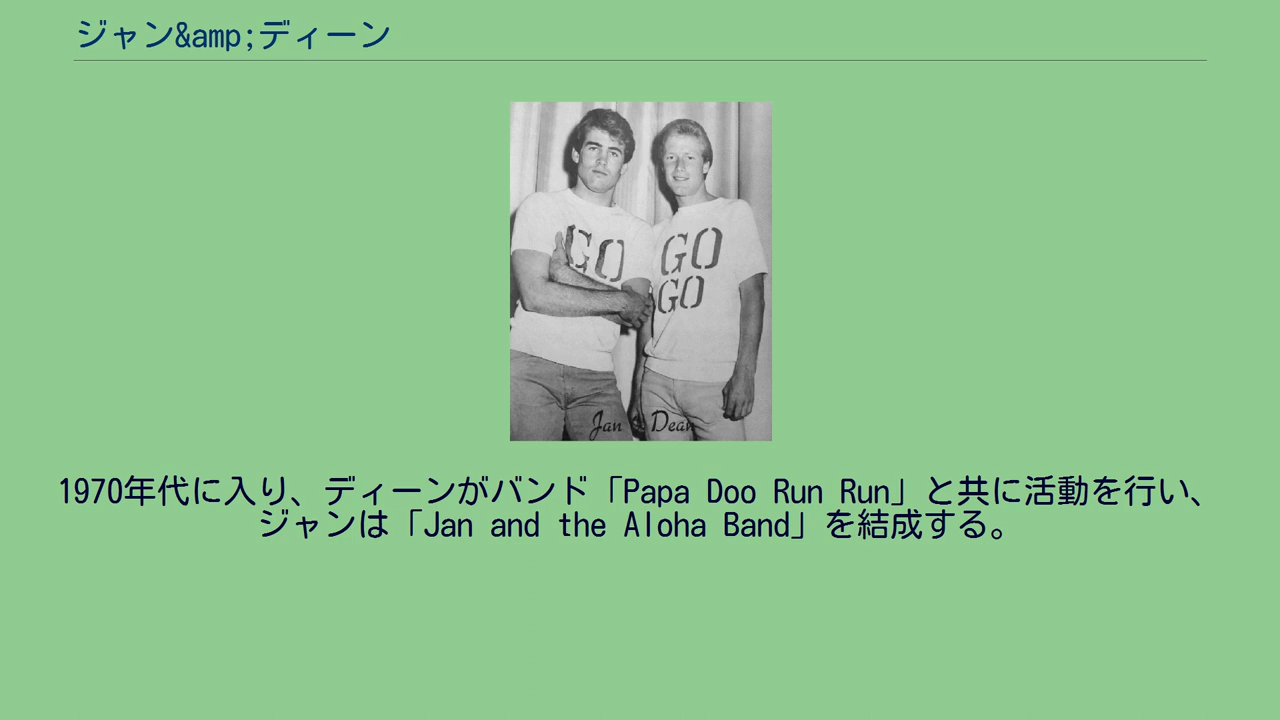 ジャン&amp;ディーン
GO
GO
GO
Jan & Dean
1970年代に入り、ディーンがバンド「Papa Doo Run Run」と共に活動を行い、
ジャンは「Jan and the Aloha Band」を結成する。